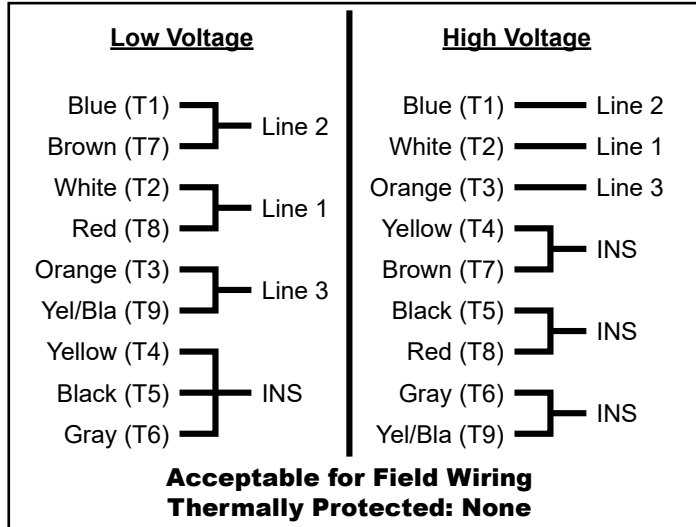 Low Voltage
Blue (T1)
Brown (T7)
Line 2
White (T2)
Red (T8)
Line 1
Orange (T3)
Yel/Bla (T9)
Line 3
Yellow (T4)
Black (T5)
Gray (T6)
INS
High Voltage
Blue (T1) Line 2
White (T2) Line 1
Orange (T3) Line 3
Yellow (T4)
Brown (T7)
INS
Black (T5)
Red (T8)
INS
Gray (T6)
Yel/Bla (T9)
INS
Acceptable for Field Wiring
Thermally Protected: None